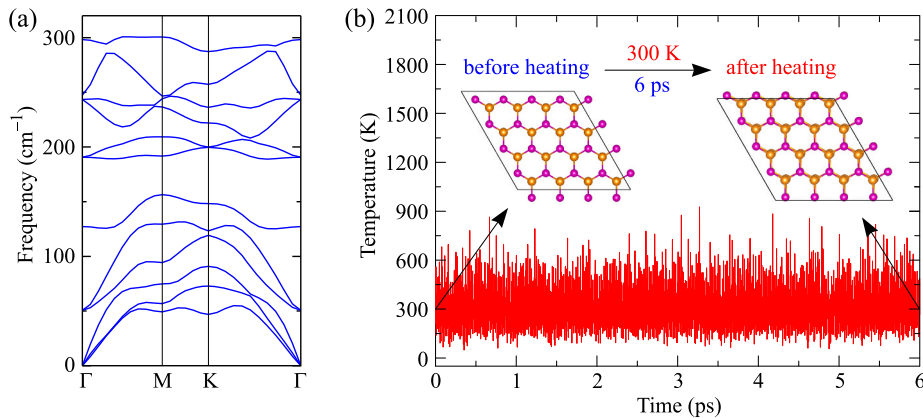 (a)
300
200
100
0
Frequency (cm⁻¹)
Γ M K Γ
(b)
2100
1800
1500
1200
900
600
300
0
Temperature (K)
300 K
before heating
after heating
6 ps
0 1 2 3 4 5 6
Time (ps)